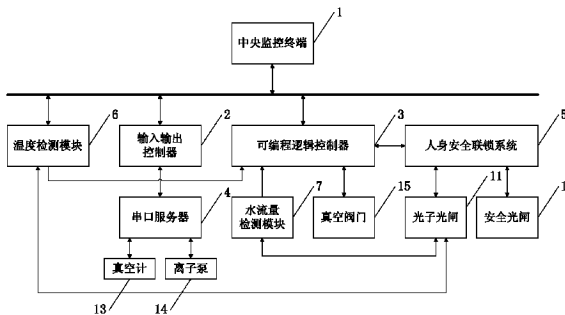 1
中央监控终端
6
2
3
5
温度检测模块
输入输出
控制器
可编程逻辑控制器
人身安全联锁系统
4
7
15
11
串口服务器
水流量
检测模块
真空阀门
光子光闸
安全光闸
1
真空计
离子泵
13
14